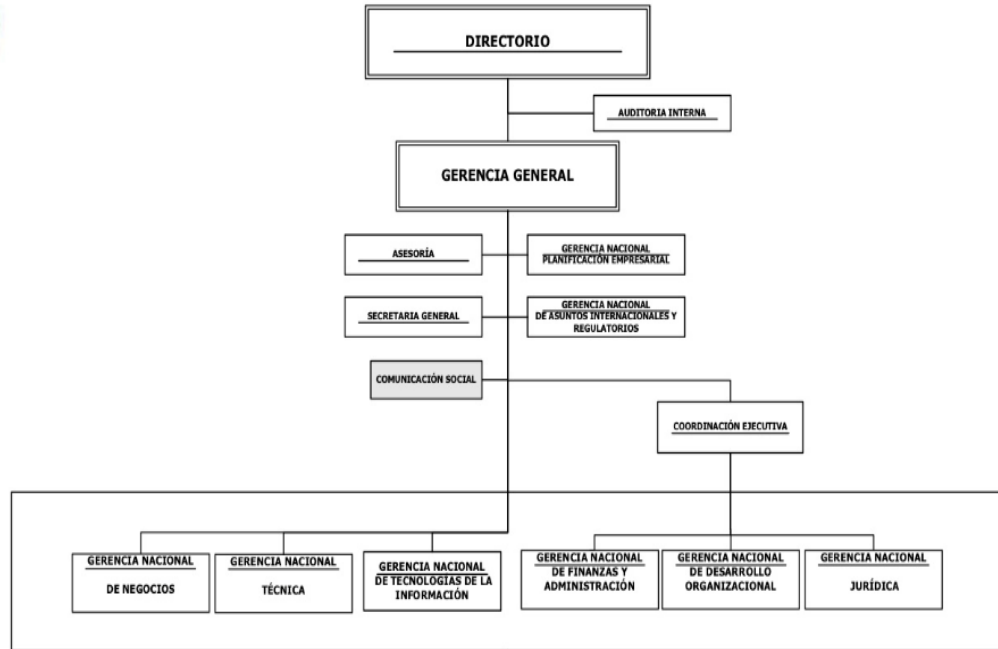 DIRECTORIO
AUDITORIA INTERNA
GERENCIA GENERAL
ASESORÍA
GERENCIA NACIONAL
PLANIFICACIÓN EMPRESARIAL
SECRETARIA GENERAL
GERENCIA NACIONAL
DE ASUNTOS INTERNACIONALES Y
REGULATORIOS
COMUNICACIÓN SOCIAL
COORDINACIÓN EJECUTIVA
GERENCIA NACIONAL
DE NEGOCIOS
GERENCIA NACIONAL
TÉCNICA
GERENCIA NACIONAL
DE TECNOLOGÍAS DE LA
INFORMACIÓN
GERENCIA NACIONAL
DE FINANZAS Y
ADMINISTRACIÓN
GERENCIA NACIONAL
DE DESARROLLO
ORGANIZACIONAL
GERENCIA NACIONAL
JURÍDICA